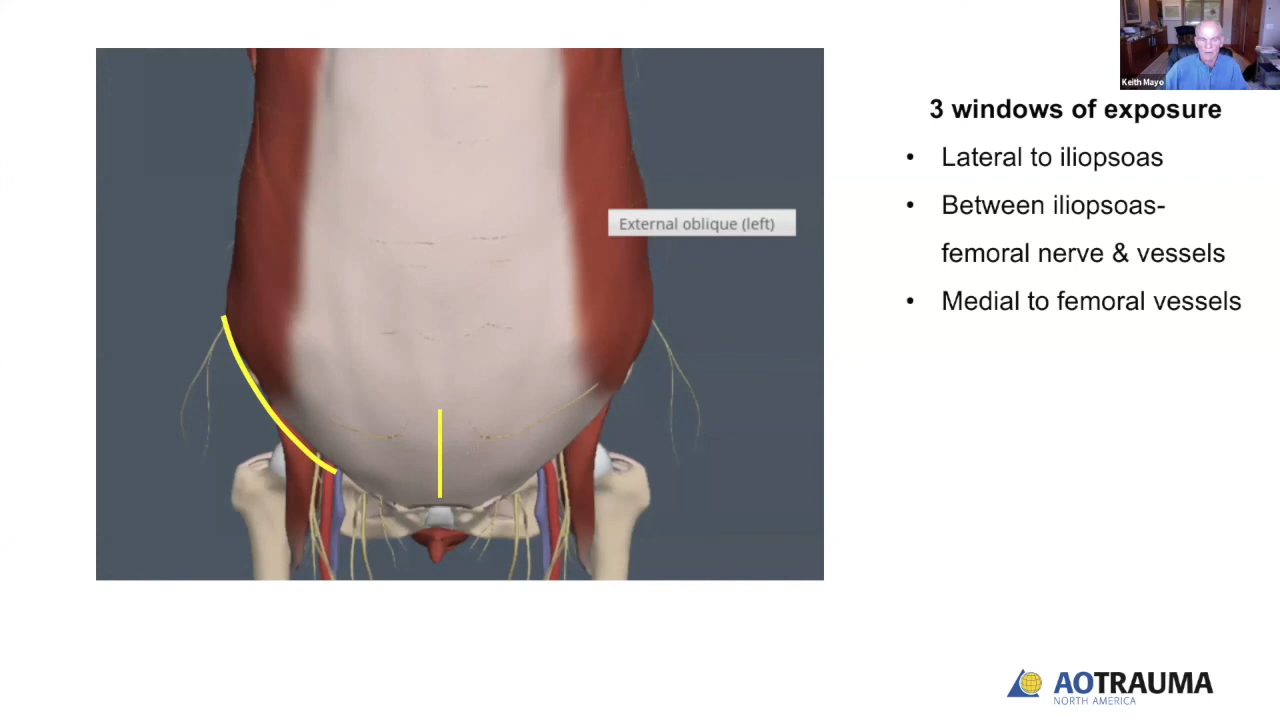 Keith Mayo
3 windows of exposure
• Lateral to iliopsoas
• Between iliopsoas-
femoral nerve & vessels
• Medial to femoral vessels
External oblique (left)
AOTRAUMA
NORTH AMERICA